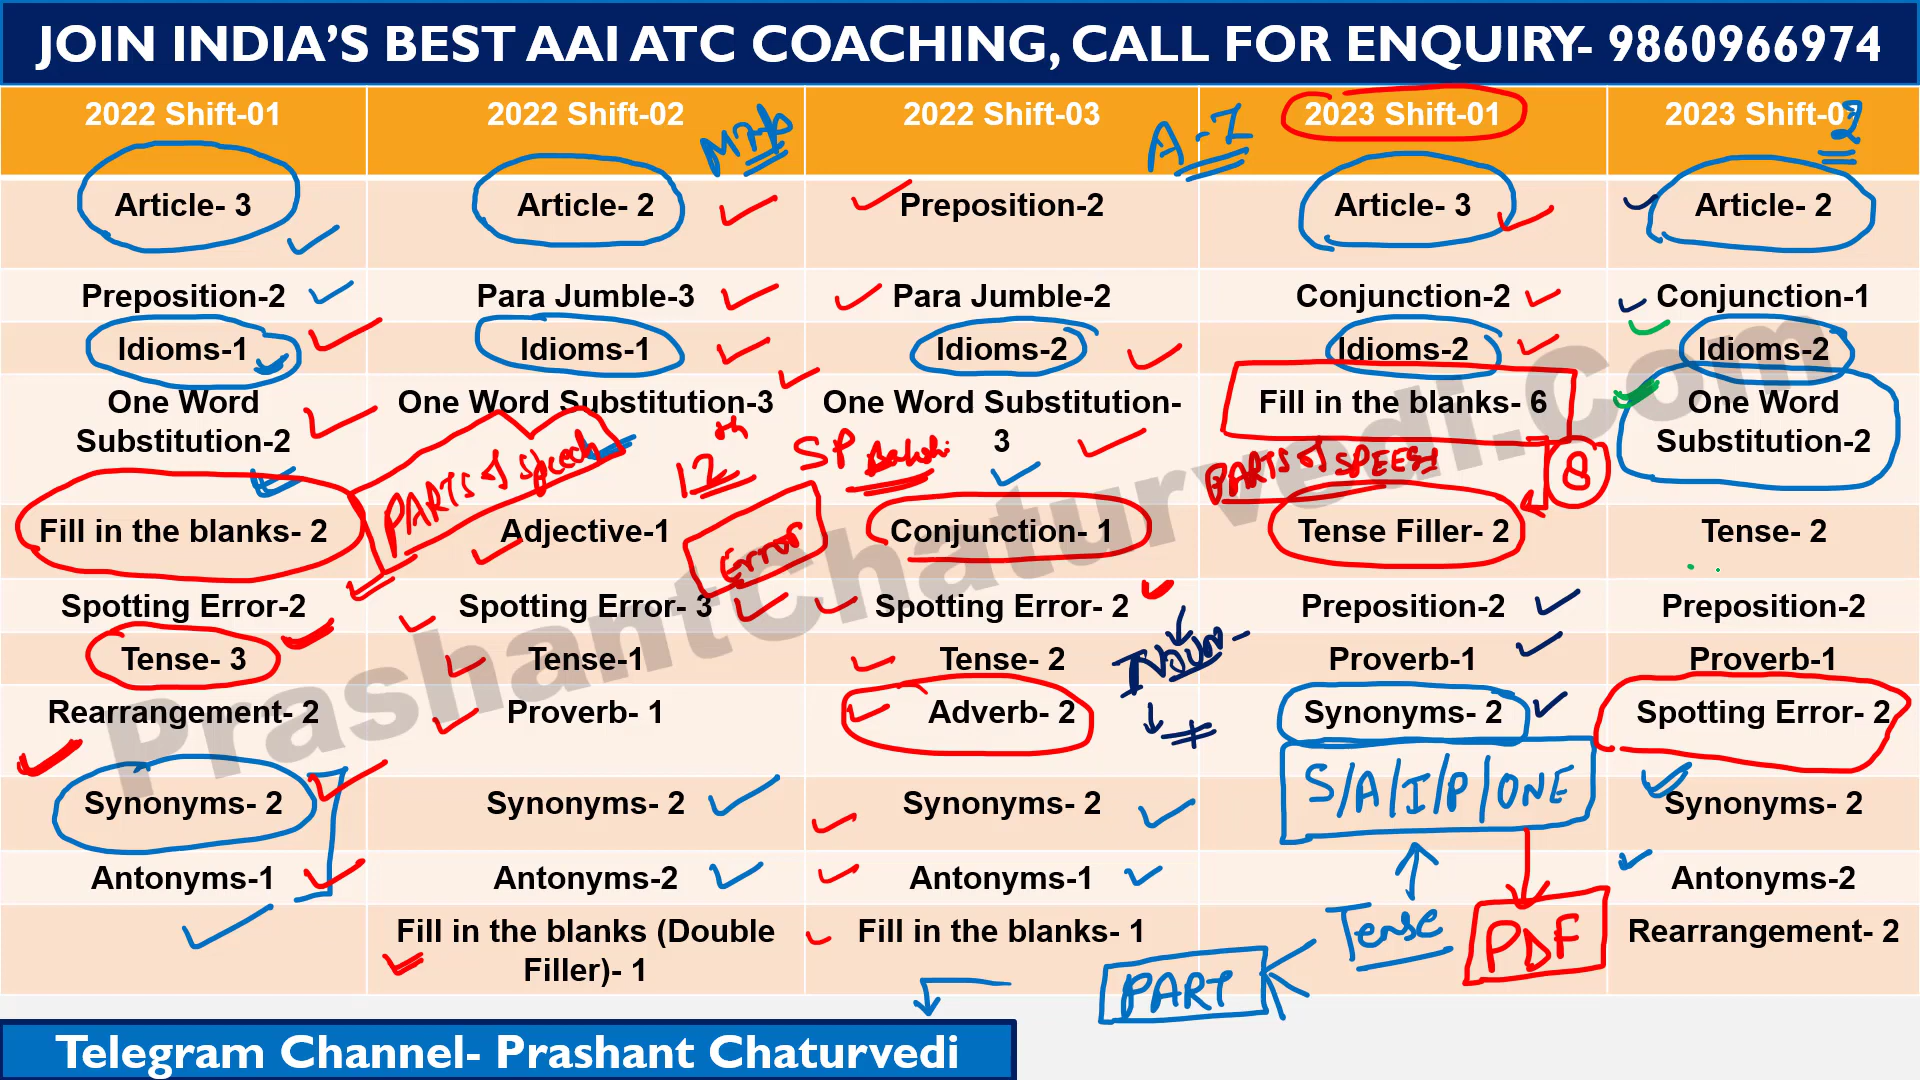 JOIN INDIA'S BEST AAI ATC COACHING, CALL FOR ENQUIRY- 9860966974
2022 Shift-01
2022 Shift-02
2022 Shift-03
2023 Shift-01
2023 Shift-02
A-Z
Article- 3
Article- 2
Preposition-2
Article- 3
Article- 2
Preposition-2
Para Jumble-3
Para Jumble-2
Conjunction-2
Conjunction-1
Idioms-1
Idioms-1
Idioms-2
Idioms-2
Idioms-2
One Word
Substitution-2
One Word Substitution-3
One Word Substitution-
3
Fill in the blanks- 6
One Word
Substitution-2
PARTS of Speech
12th
SP Bakshi
PARTS of SPEECH
8
Fill in the blanks- 2
Adjective-1
Error
Conjunction- 1
Tense Filler- 2
Tense- 2
Spotting Error-2
Spotting Error- 3
Spotting Error- 2
Preposition-2
Preposition-2
Tense- 3
Tense-1
Tense- 2
Noun
Proverb-1
Proverb-1
Rearrangement- 2
Proverb- 1
Adverb- 2
Synonyms- 2
Spotting Error- 2
Synonyms- 2
Synonyms- 2
Synonyms- 2
S/A/I/P/ONE
Synonyms- 2
Antonyms-1
Antonyms-2
Antonyms-1
Antonyms-2
Fill in the blanks (Double
Filler)- 1
Fill in the blanks- 1
Tense
PDF
Rearrangement- 2
PART
PrashantChaturvedi.Com
Telegram Channel- Prashant Chaturvedi